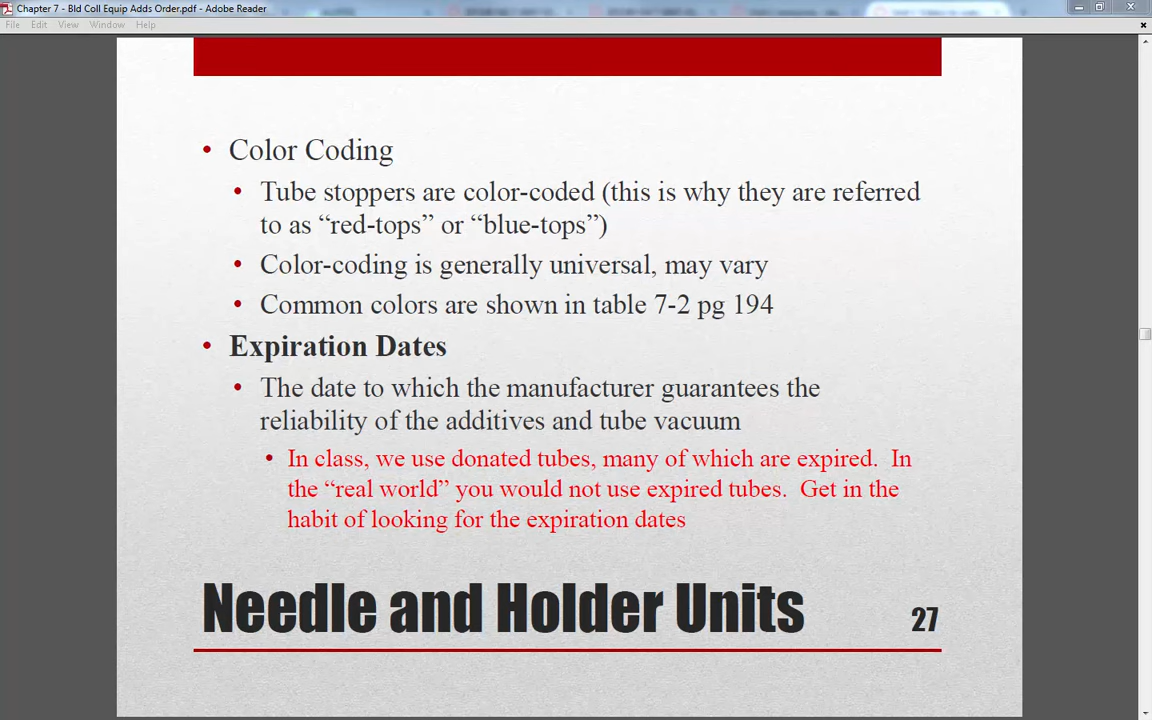 Chapter 7 - Bld Coll Equip Adds Order.pdf - Adobe Reader
File Edit View Window Help
• Color Coding
• Tube stoppers are color-coded (this is why they are referred
to as “red-tops” or “blue-tops”)
• Color-coding is generally universal, may vary
• Common colors are shown in table 7-2 pg 194
• Expiration Dates
• The date to which the manufacturer guarantees the
reliability of the additives and tube vacuum
• In class, we use donated tubes, many of which are expired. In
the “real world” you would not use expired tubes. Get in the
habit of looking for the expiration dates
Needle and Holder Units 27